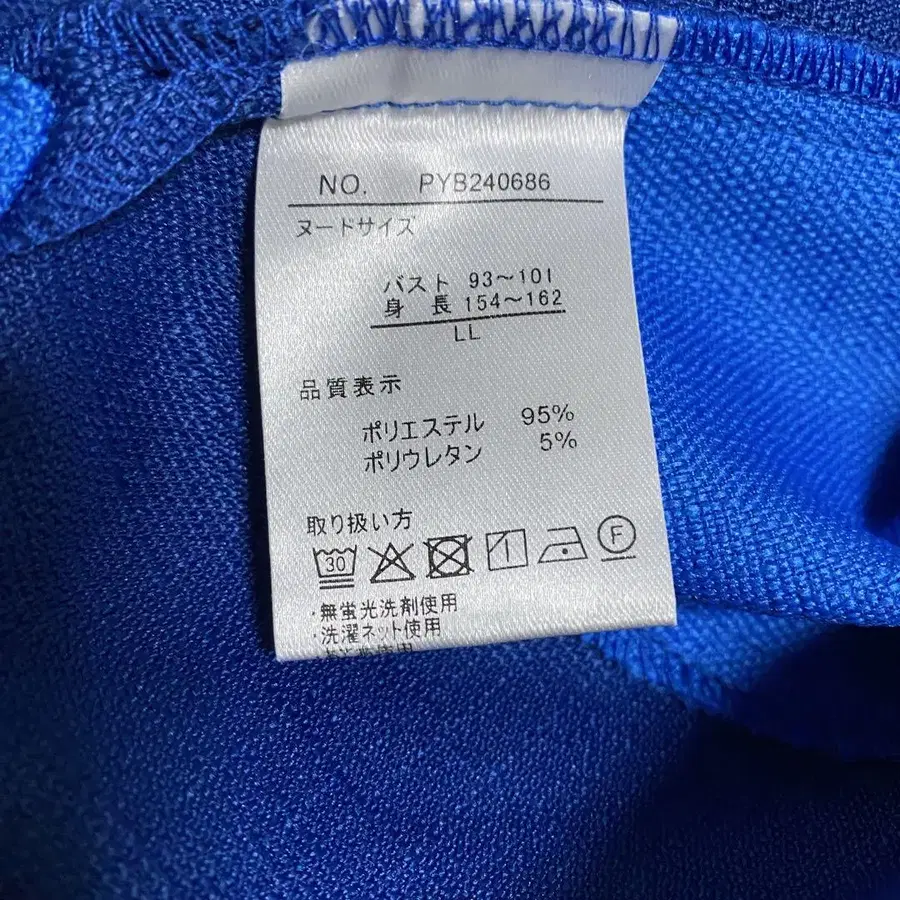 NO. PYB240686
ヌードサイズ
バスト 93～101
身 長 154～162
LL
品質表示
ポリエステル 95%
ポリウレタン 5%
取り扱い方
30
F
・無蛍光洗剤使用
・洗濯ネット使用